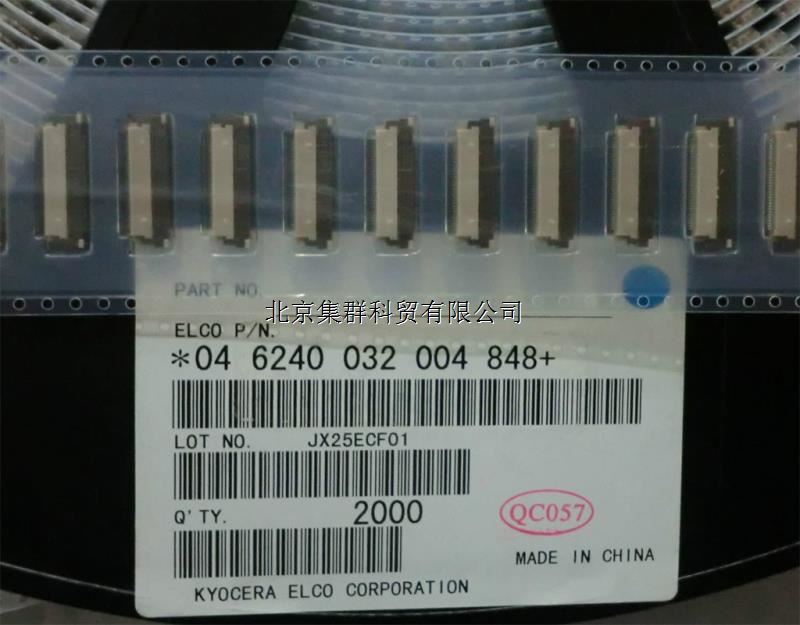 PART NO.
北京集群科贸有限公司
ELCO P/N.
*04 6240 032 004 848+
LOT NO. JX25ECF01
Q'TY. 2000
QC057
MADE IN CHINA
KYOCERA ELCO CORPORATION